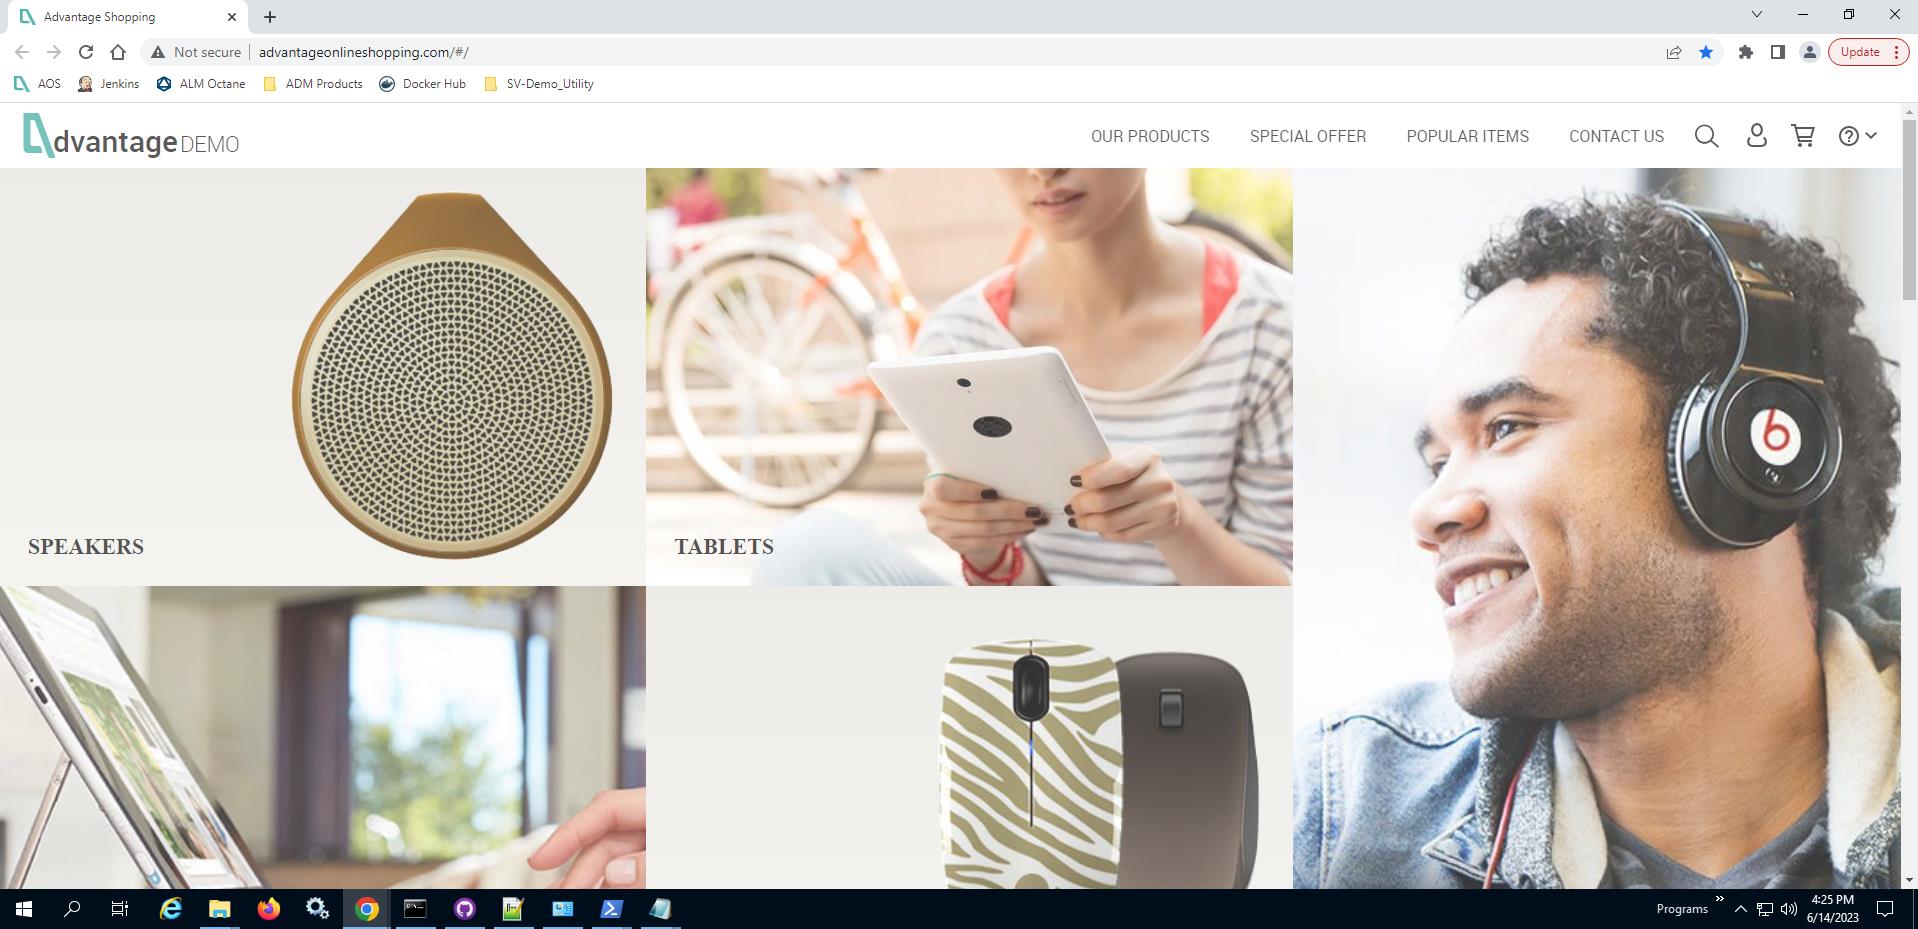 Advantage Shopping
Not secure
advantageonlineshopping.com/#/
Update
AOS
Jenkins
ALM Octane
ADM Products
Docker Hub
SV-Demo_Utility
dvantage DEMO
OUR PRODUCTS
SPECIAL OFFER
POPULAR ITEMS
CONTACT US
SPEAKERS
TABLETS
b
Programs
4:25 PM
6/14/2023